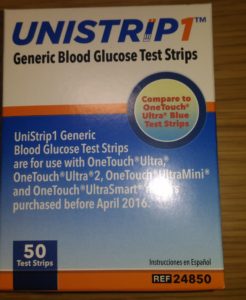 UNISTRIP1™
Generic Blood Glucose Test Strips
Compare to
OneTouch®
Ultra® Blue
Test Strips
UniStrip1 Generic
Blood Glucose Test Strips
are for use with OneTouch®Ultra,
OneTouch®Ultra®2, OneTouch®UltraMini®
and OneTouch®UltraSmart®
purchased before April 2016.
50
Test Strips
Instrucciones en Español
REF 24850